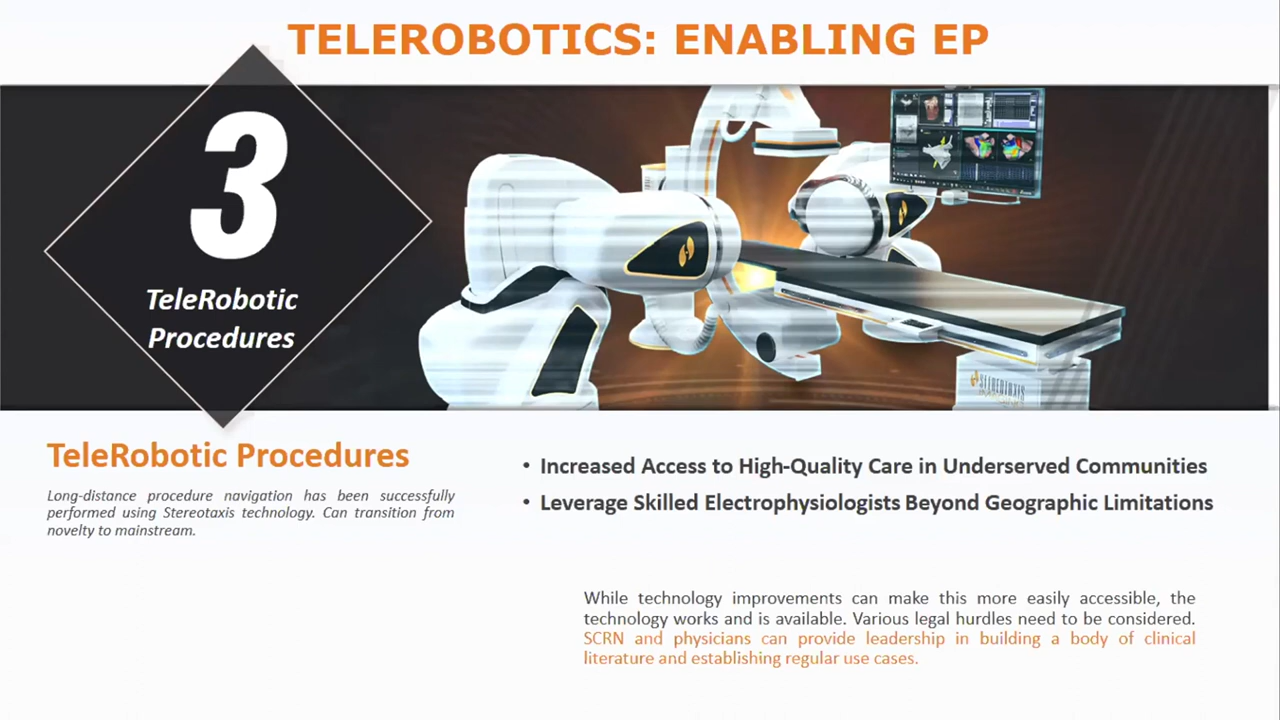 TELEROBOTICS: ENABLING EP
3
TeleRobotic
Procedures
STEREOTAXIS
TeleRobotic Procedures
Long-distance procedure navigation has been successfully
performed using Stereotaxis technology. Can transition from
novelty to mainstream.
• Increased Access to High-Quality Care in Underserved Communities
• Leverage Skilled Electrophysiologists Beyond Geographic Limitations
While technology improvements can make this more easily accessible, the
technology works and is available. Various legal hurdles need to be considered.
SCRN and physicians can provide leadership in building a body of clinical
literature and establishing regular use cases.